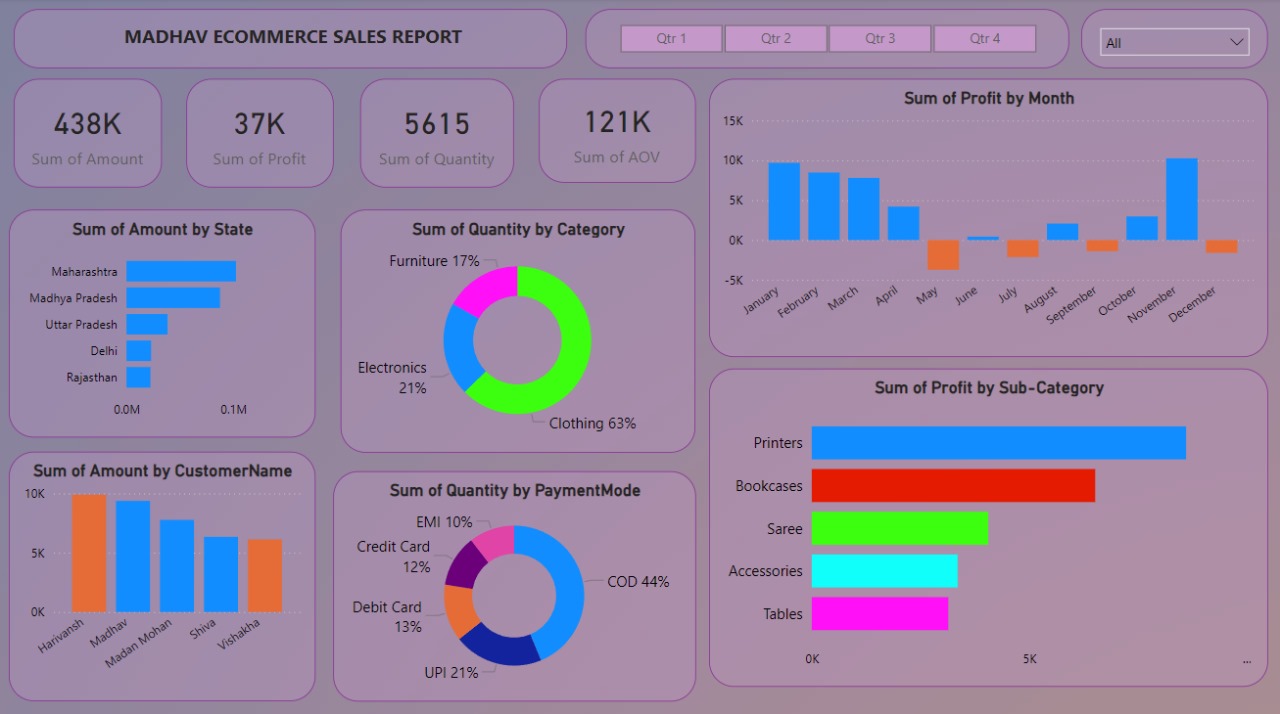 MADHAV ECOMMERCE SALES REPORT
Qtr 1 Qtr 2 Qtr 3 Qtr 4
All
438K
Sum of Amount
37K
Sum of Profit
5615
Sum of Quantity
121K
Sum of AOV
Sum of Profit by Month
15K
10K
5K
0K
-5K
January February March April May June July August September October November December
Sum of Amount by State
Maharashtra
Madhya Pradesh
Uttar Pradesh
Delhi
Rajasthan
0.0M 0.1M
Sum of Quantity by Category
Furniture 17%
Electronics
21%
Clothing 63%
Sum of Profit by Sub-Category
Printers
Bookcases
Saree
Accessories
Tables
0K 5K ...
Sum of Amount by CustomerName
10K
5K
0K
Harivansh Madhav Madan Mohan Shiva Vishakha
Sum of Quantity by PaymentMode
EMI 10%
Credit Card
12%
COD 44%
Debit Card
13%
UPI 21%